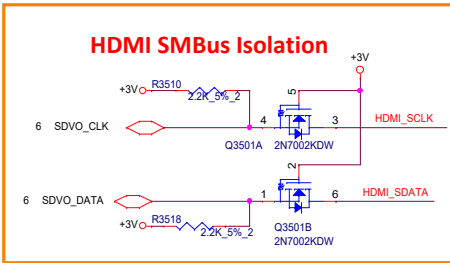 HDMI SMBus Isolation
+3V
+3V R3510
2.2K_5%_2
5
6 SDVO_CLK 4 3 HDMI_SCLK
Q3501A 2N7002KDW
2
6 SDVO_DATA 1 6 HDMI_SDATA
+3V R3518
2.2K_5%_2
Q3501B
2N7002KDW